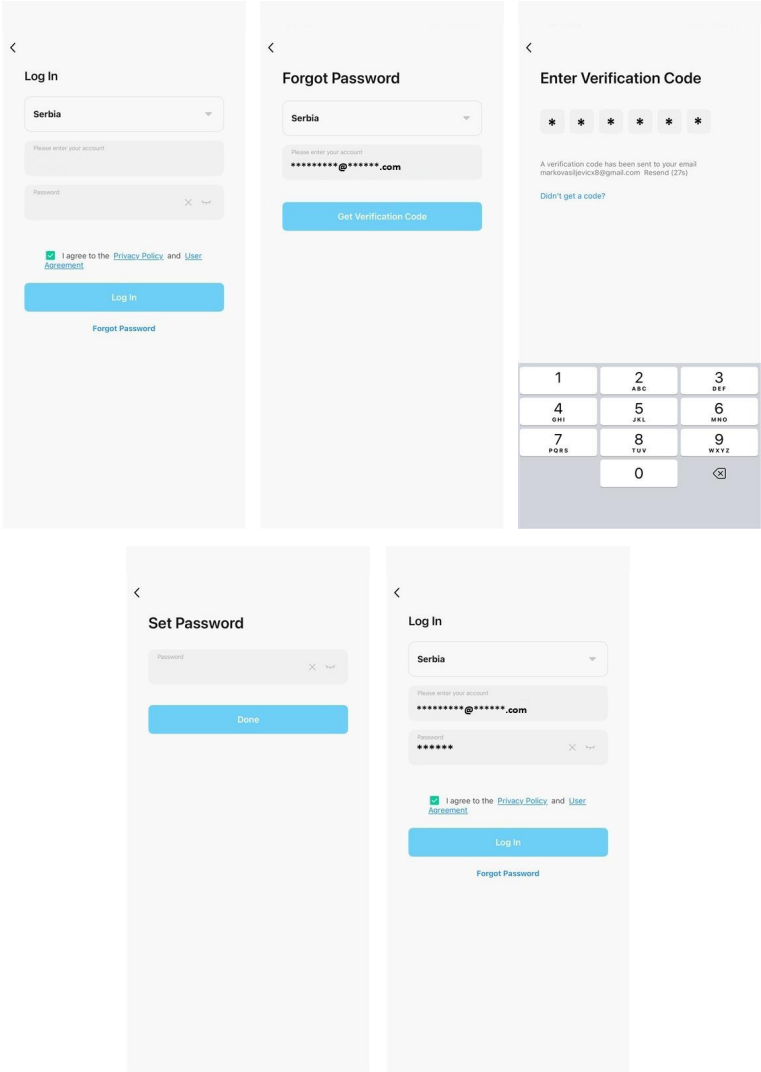 Log In
Serbia
Please enter your account
Password
I agree to the Privacy Policy and User
Agreement
Log In
Forgot Password
Forgot Password
Serbia
Please enter your account
*********@******.com
Get Verification Code
Enter Verification Code
* * * * * *
A verification code has been sent to your email
markovasiljevicx8@gmail.com Resend (27s)
Didn't get a code?
1
2
ABC
3
DEF
4
GHI
5
JKL
6
MNO
7
PQRS
8
TUV
9
WXYZ
0
Set Password
Password
Done
Log In
Serbia
Please enter your account
*********@******.com
Password
******
I agree to the Privacy Policy and User
Agreement
Log In
Forgot Password